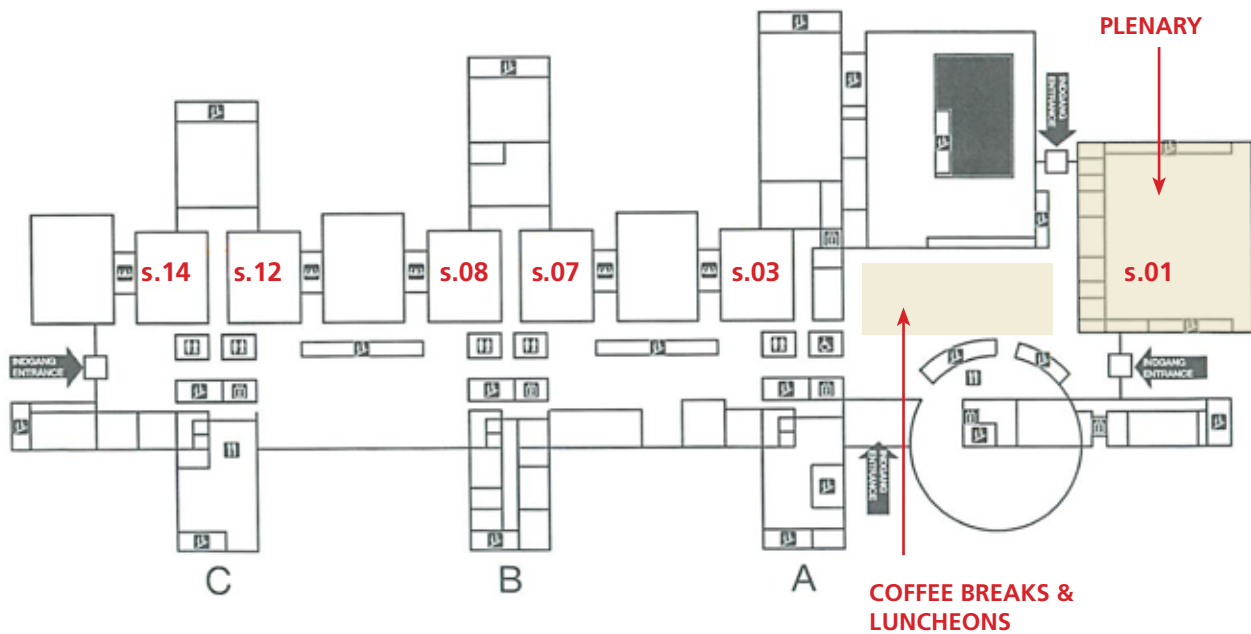 PLENARY
INDGANG
ENTRANCE
s.14
s.12
s.08
s.07
s.03
s.01
INDGANG
ENTRANCE
INDGANG
ENTRANCE
INDGANG
ENTRANCE
C
B
A
COFFEE BREAKS &
LUNCHEONS